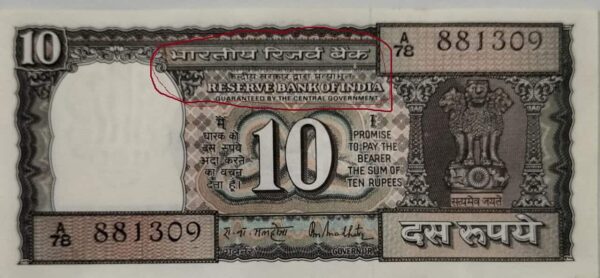 10
भारतीय रिज़र्व बैंक
केन्द्रीय सरकार द्वारा प्रत्याभूत
RESERVE BANK OF INDIA
GUARANTEED BY THE CENTRAL GOVERNMENT
A/78 881309
मैं
धारक को
दस रुपये
अदा करने
का वचन
देता हूँ।
10
I
PROMISE
TO PAY THE
BEARER
THE SUM OF
TEN RUPEES
सत्यमेव जयते
A/78 881309
GOVERNOR
दस रूपये